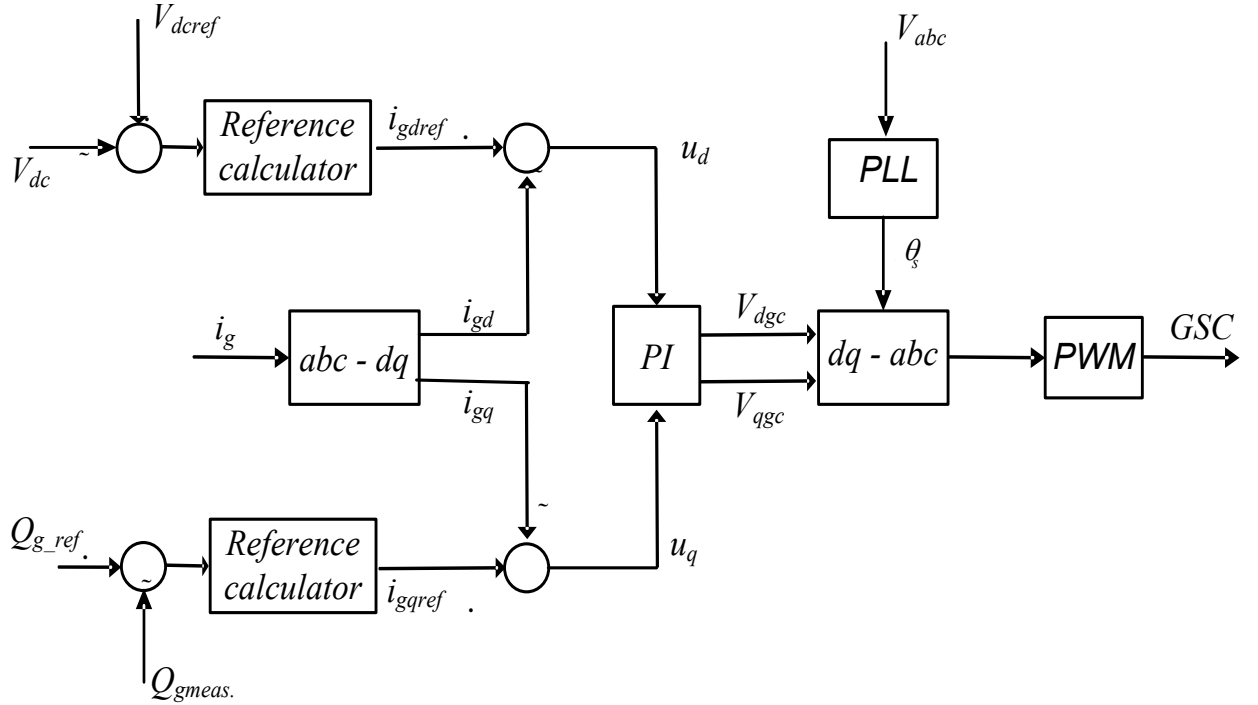 V_dcref
V_abc
Reference
calculator
i_gdref .
u_d
V_dc
PLL
θ_s
i_g
abc - dq
i_gd
i_gq
PI
V_dgc
V_qgc
dq - abc
PWM
GSC
Q_g_ref .
Reference
calculator
i_gqref .
u_q
Q_gmeas.